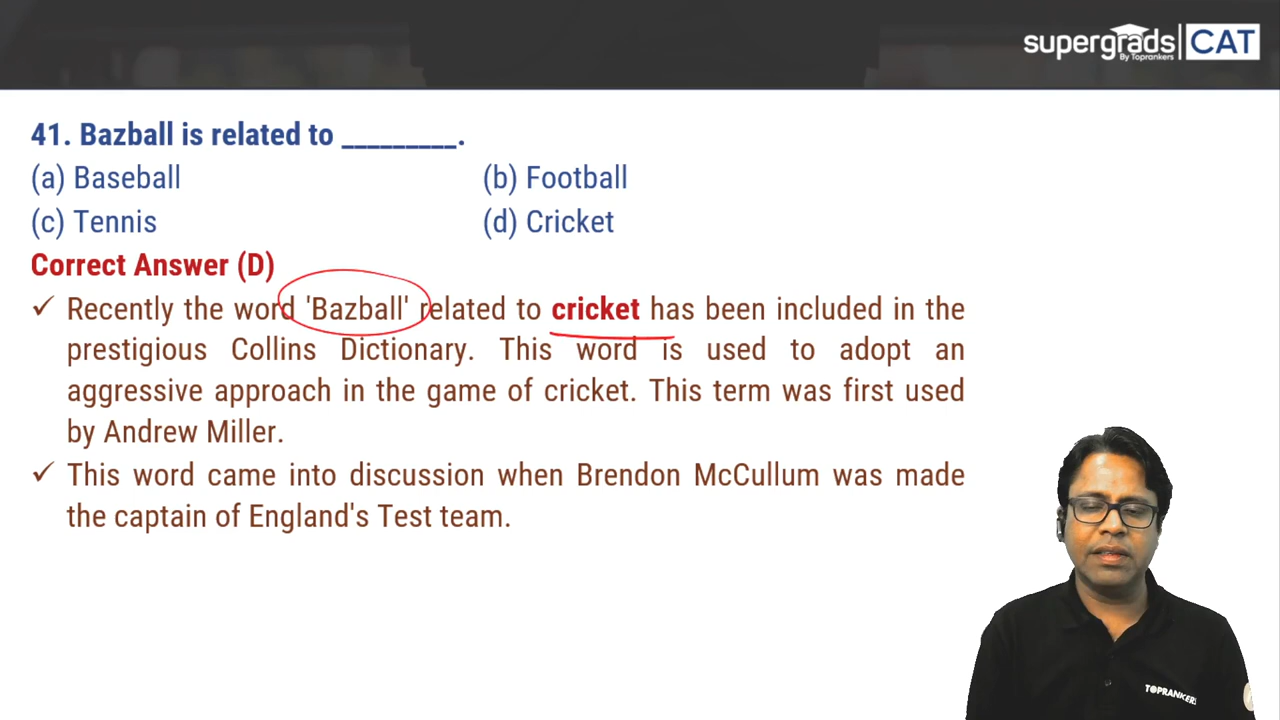 supergrads CAT
By Toprankers
41. Bazball is related to _________.
(a) Baseball (b) Football
(c) Tennis (d) Cricket
Correct Answer (D)
✓ Recently the word 'Bazball' related to cricket has been included in the
prestigious Collins Dictionary. This word is used to adopt an
aggressive approach in the game of cricket. This term was first used
by Andrew Miller.
✓ This word came into discussion when Brendon McCullum was made
the captain of England's Test team.
TOPRANKERS